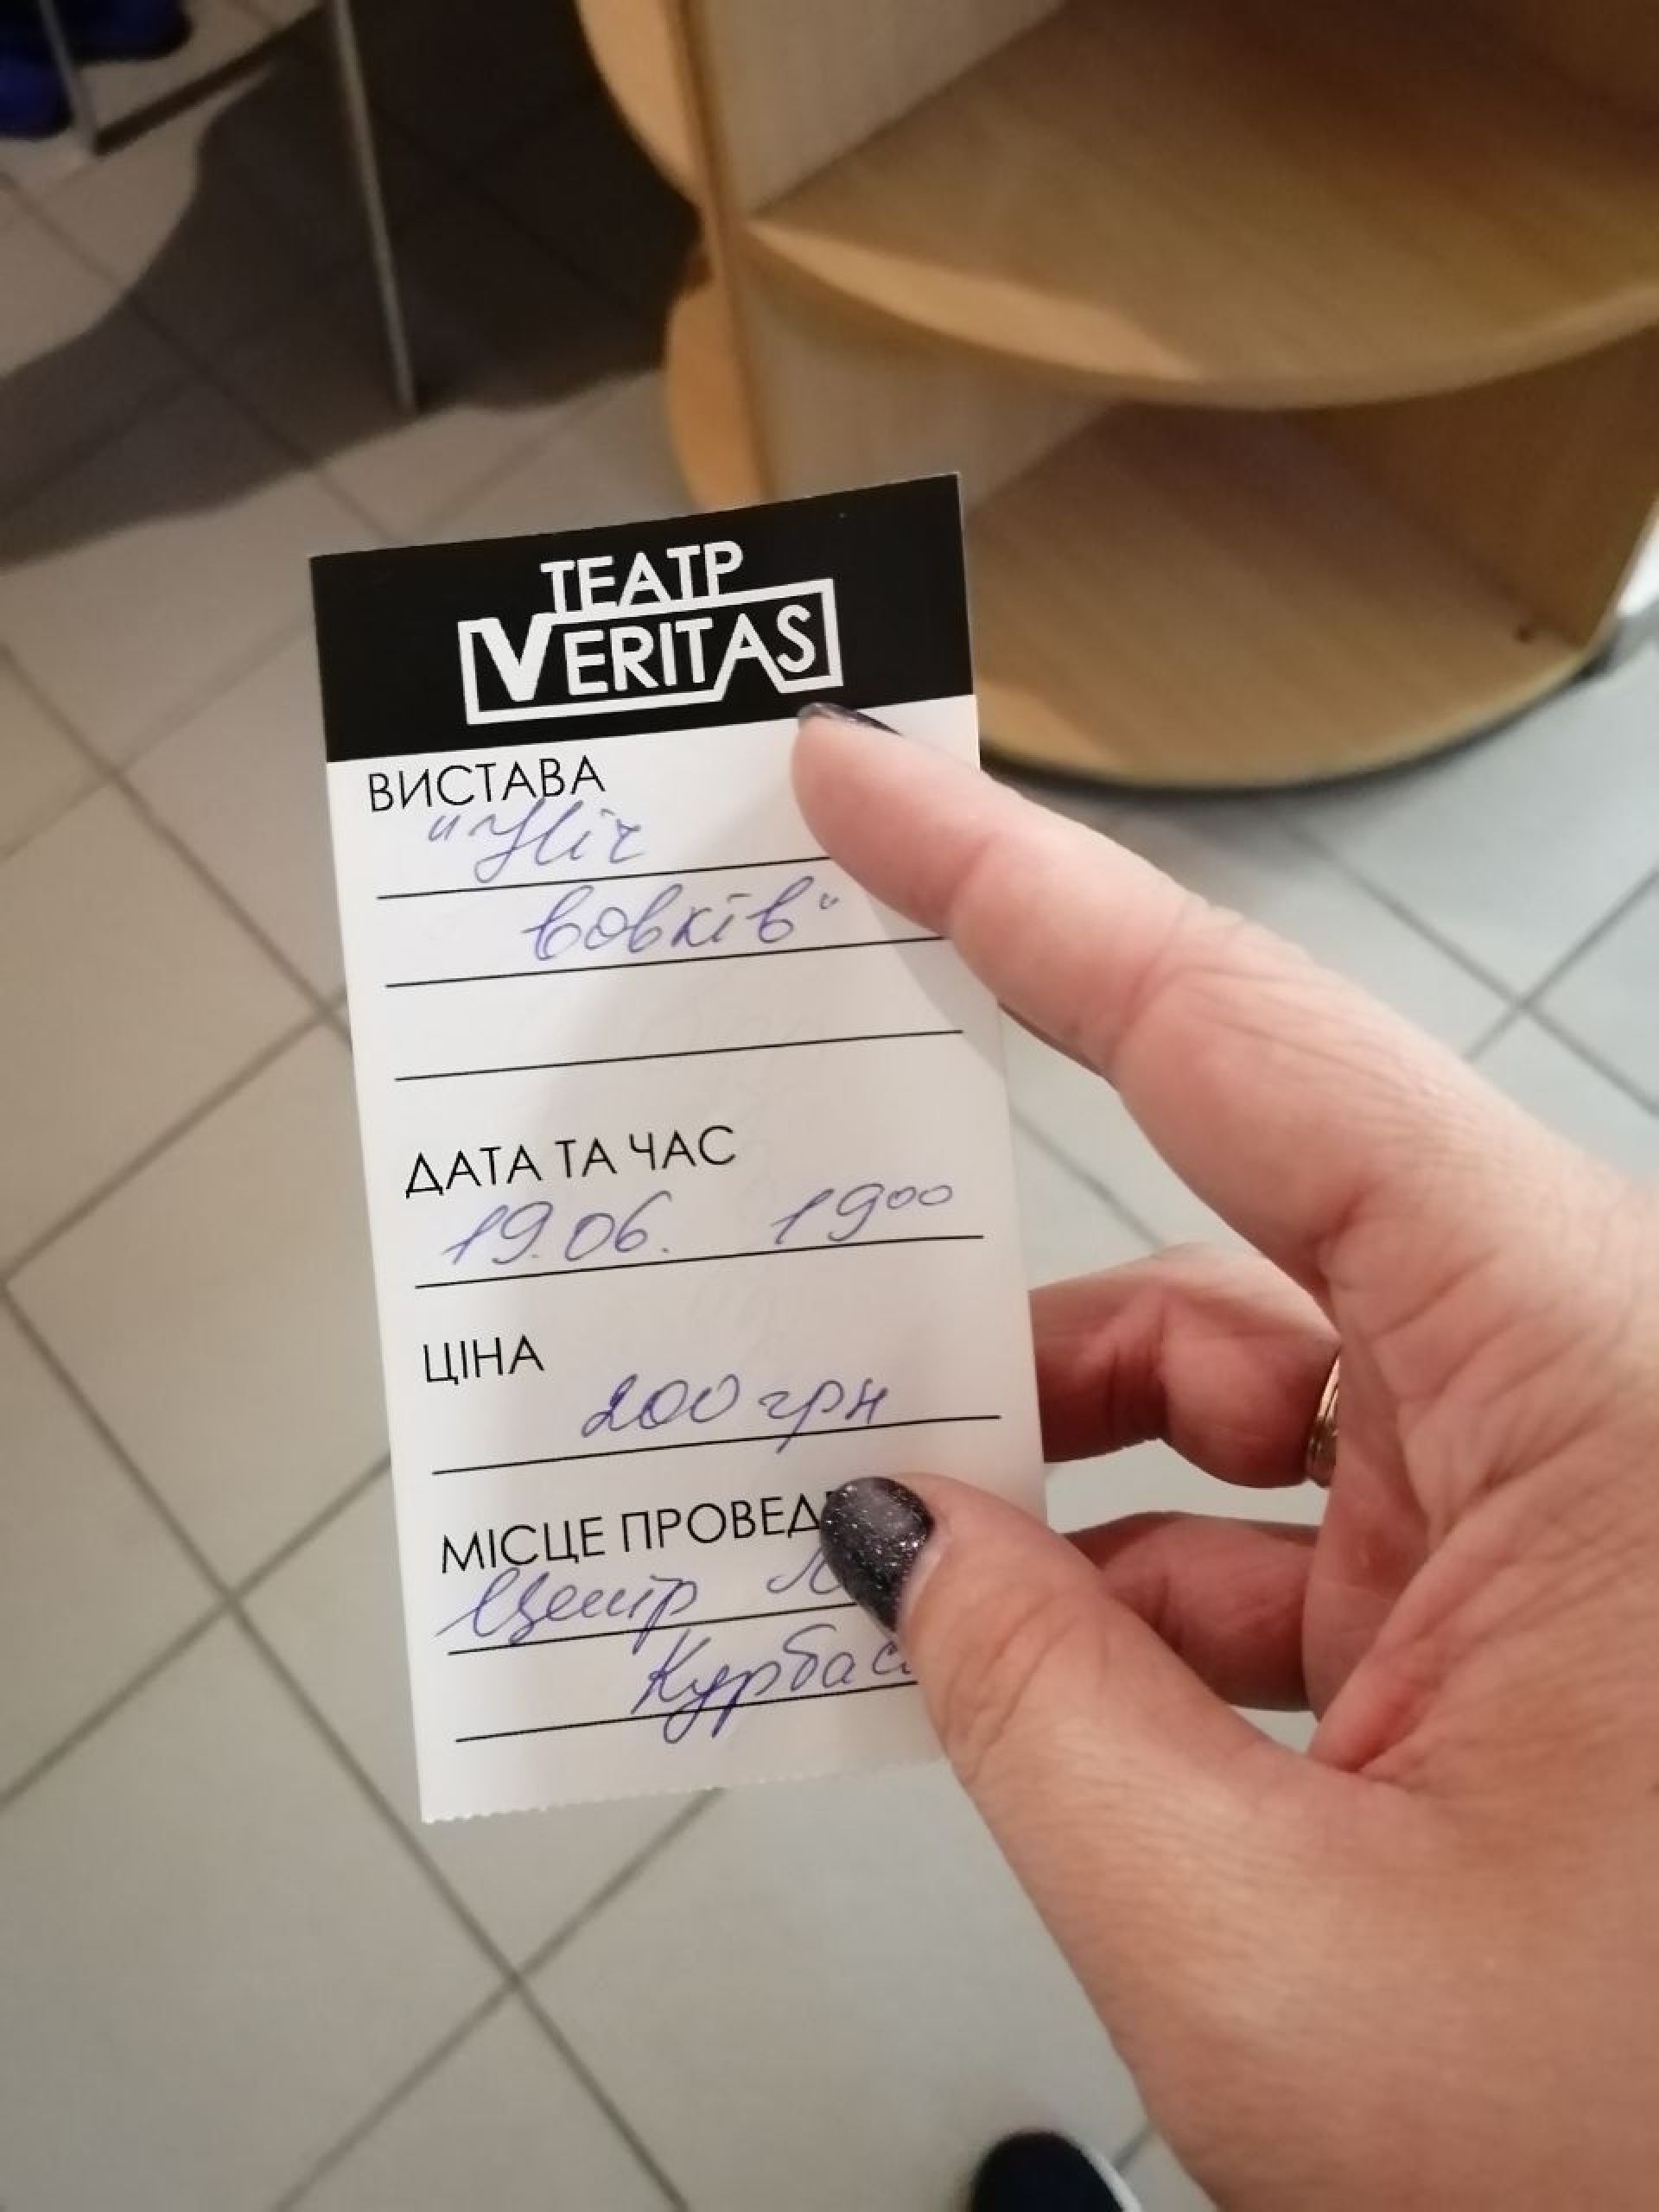 ТЕАТР
VERITAS
ВИСТАВА
"Ніч
вовків"
ДАТА ТА ЧАС
19.06. 19⁰⁰
ЦІНА
200 грн
МІСЦЕ ПРОВЕД
Центр
Курбас